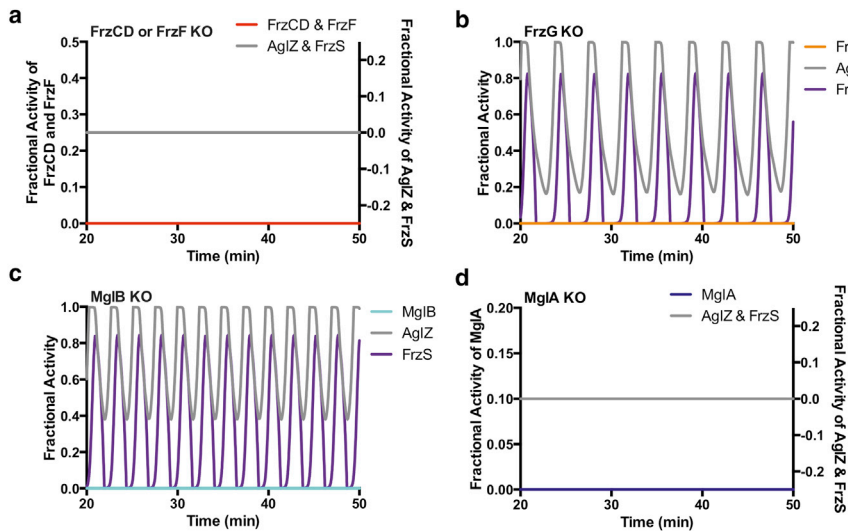 a
FrzCD or FrzF KO
FrzCD & FrzF
AglZ & FrzS
Fractional Activity of
FrzCD and FrzF
0.5
0.4
0.3
0.2
0.1
0.0
0.2
0.1
0.0
-0.1
-0.2
Fractional Activity of AglZ
& FrzS
20
30
40
50
Time (min)
b
FrzG KO
Fractional Activity
1.0
0.8
0.6
0.4
0.2
0.0
20
30
40
50
Time (min)
c
MglB KO
MglB
AglZ
FrzS
Fractional Activity
1.0
0.8
0.6
0.4
0.2
0.0
20
30
40
50
Time (min)
d
MglA KO
MglA
AglZ & FrzS
Fractional Activity of MglA
0.20
0.15
0.10
0.05
0.00
0.2
0.1
0.0
-0.1
-0.2
Fractional Activity of AglZ
& FrzS
20
30
40
50
Time (min)